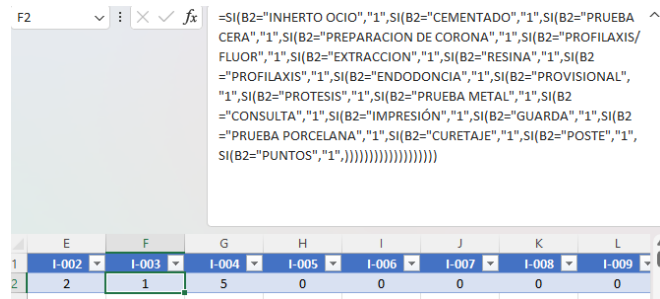 F2 fx =SI(B2="INHERTO OCIO","1",SI(B2="CEMENTADO","1",SI(B2="PRUEBA
CERA","1",SI(B2="PREPARACION DE CORONA","1",SI(B2="PROFILAXIS/
FLUOR","1",SI(B2="EXTRACCION","1",SI(B2="RESINA","1",SI(B2
="PROFILAXIS","1",SI(B2="ENDODONCIA","1",SI(B2="PROVISIONAL",
"1",SI(B2="PROTESIS","1",SI(B2="PRUEBA METAL","1",SI(B2
="CONSULTA","1",SI(B2="IMPRESIÓN","1",SI(B2="GUARDA","1",SI(B2
="PRUEBA PORCELANA","1",SI(B2="CURETAJE","1",SI(B2="POSTE","1",
SI(B2="PUNTOS","1",)))))))))))))))))))
E F G H I J K L
1 I-002 I-003 I-004 I-005 I-006 I-007 I-008 I-009
2 2 1 5 0 0 0 0 0